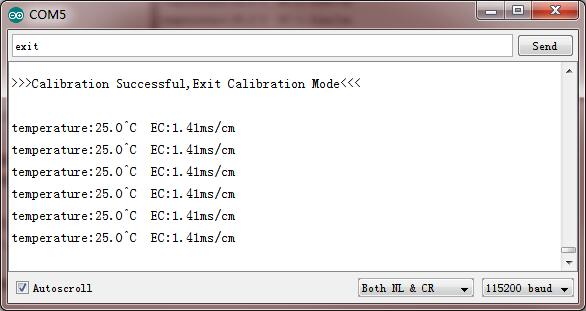 COM5
exit
Send
>>>Calibration Successful,Exit Calibration Mode<<<
temperature:25.0^C  EC:1.41ms/cm
temperature:25.0^C  EC:1.41ms/cm
temperature:25.0^C  EC:1.41ms/cm
temperature:25.0^C  EC:1.41ms/cm
temperature:25.0^C  EC:1.41ms/cm
temperature:25.0^C  EC:1.41ms/cm
Autoscroll
Both NL & CR
115200 baud